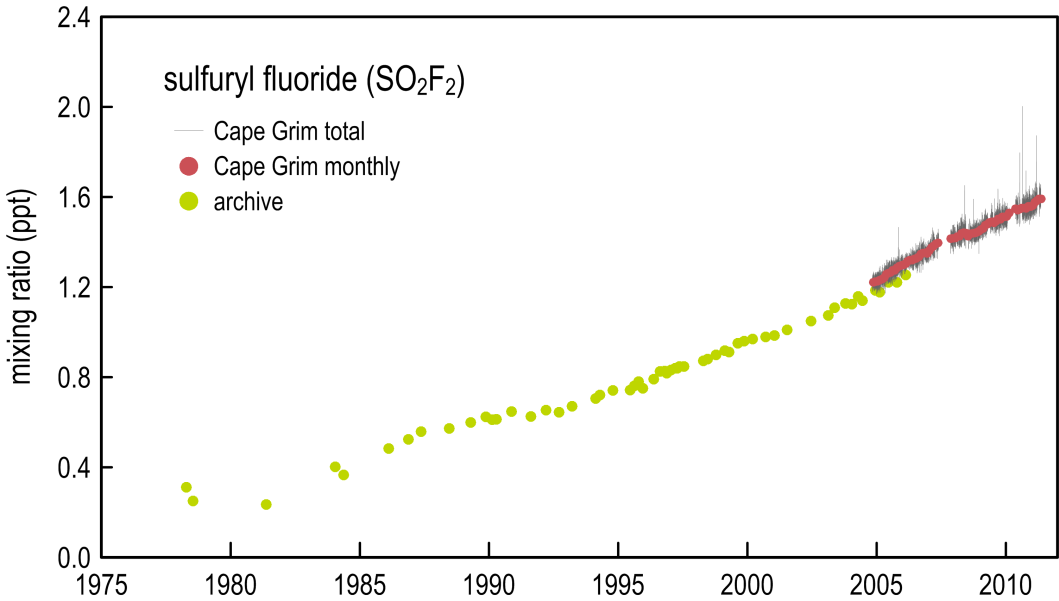 2.4
sulfuryl fluoride (SO₂F₂)
2.0
Cape Grim total
Cape Grim monthly
1.6
archive
mixing ratio (ppt)
1.2
0.8
0.4
0.0
1975 1980 1985 1990 1995 2000 2005 2010